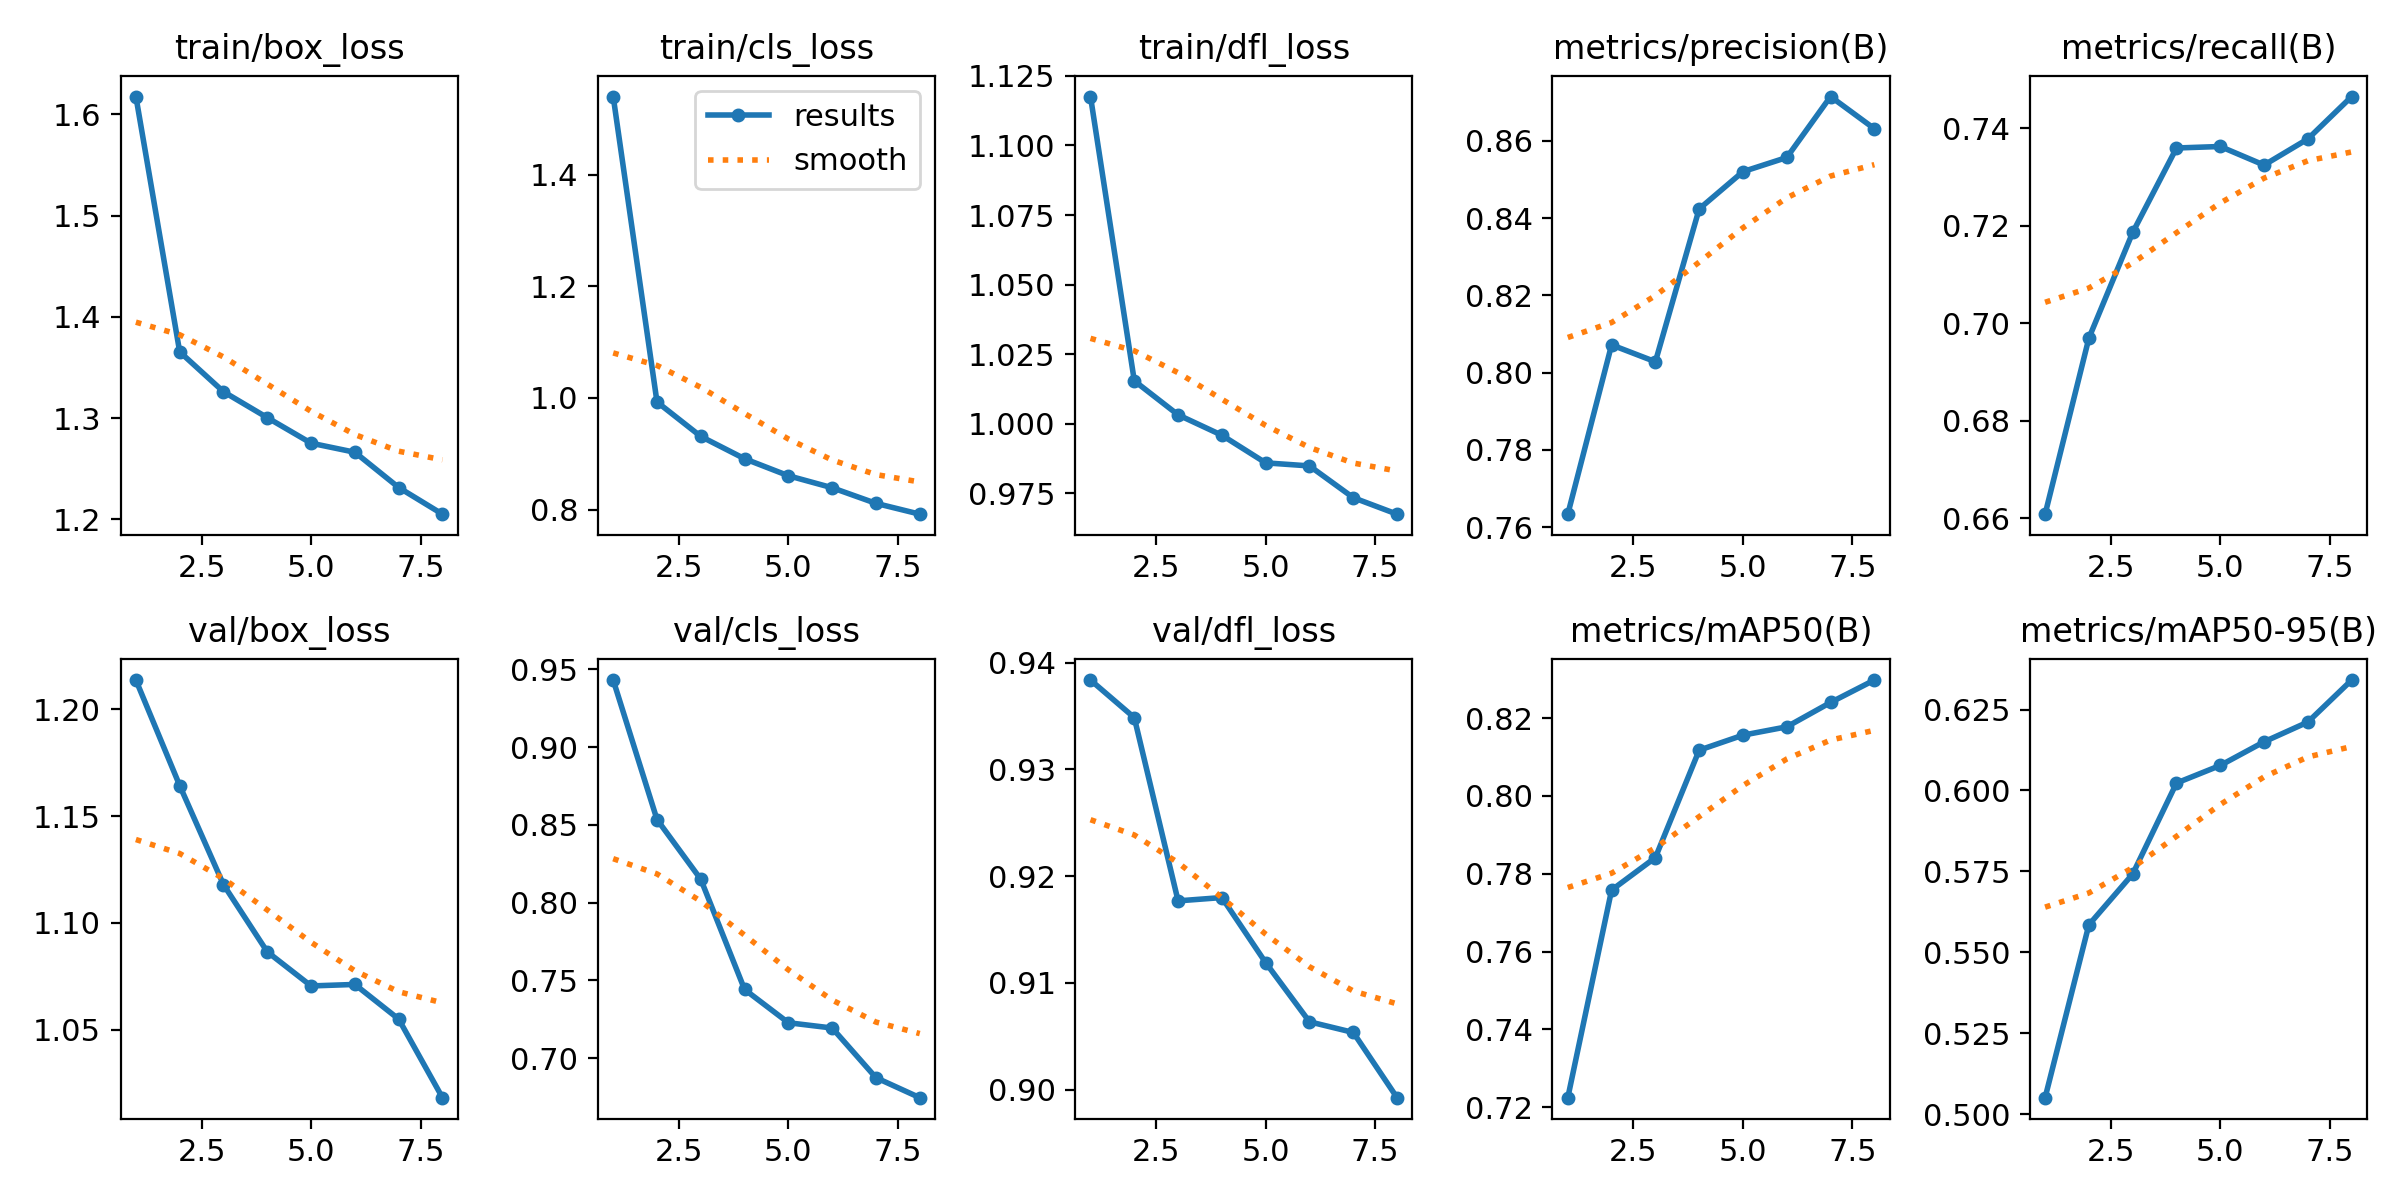 train/box_loss
1.6
1.5
1.4
1.3
1.2
2.5 5.0 7.5
train/cls_loss
results
smooth
1.4
1.2
1.0
0.8
2.5 5.0 7.5
train/dfl_loss
1.125
1.100
1.075
1.050
1.025
1.000
0.975
2.5 5.0 7.5
metrics/precision(B)
0.86
0.84
0.82
0.80
0.78
0.76
2.5 5.0 7.5
metrics/recall(B)
0.74
0.72
0.70
0.68
0.66
2.5 5.0 7.5
val/box_loss
1.20
1.15
1.10
1.05
2.5 5.0 7.5
val/cls_loss
0.95
0.90
0.85
0.80
0.75
0.70
2.5 5.0 7.5
val/dfl_loss
0.94
0.93
0.92
0.91
0.90
2.5 5.0 7.5
metrics/mAP50(B)
0.82
0.80
0.78
0.76
0.74
0.72
2.5 5.0 7.5
metrics/mAP50-95(B)
0.625
0.600
0.575
0.550
0.525
0.500
2.5 5.0 7.5